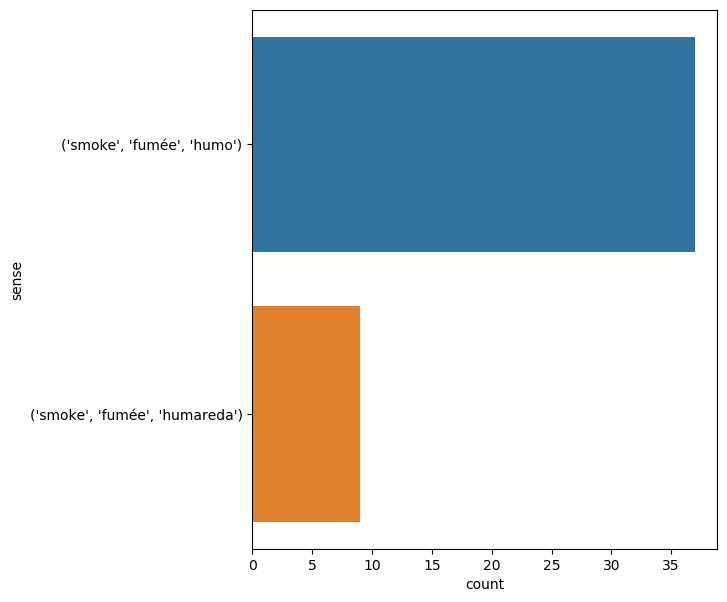 ('smoke', 'fumée', 'humo')
('smoke', 'fumée', 'humareda')
sense
0 5 10 15 20 25 30 35
count